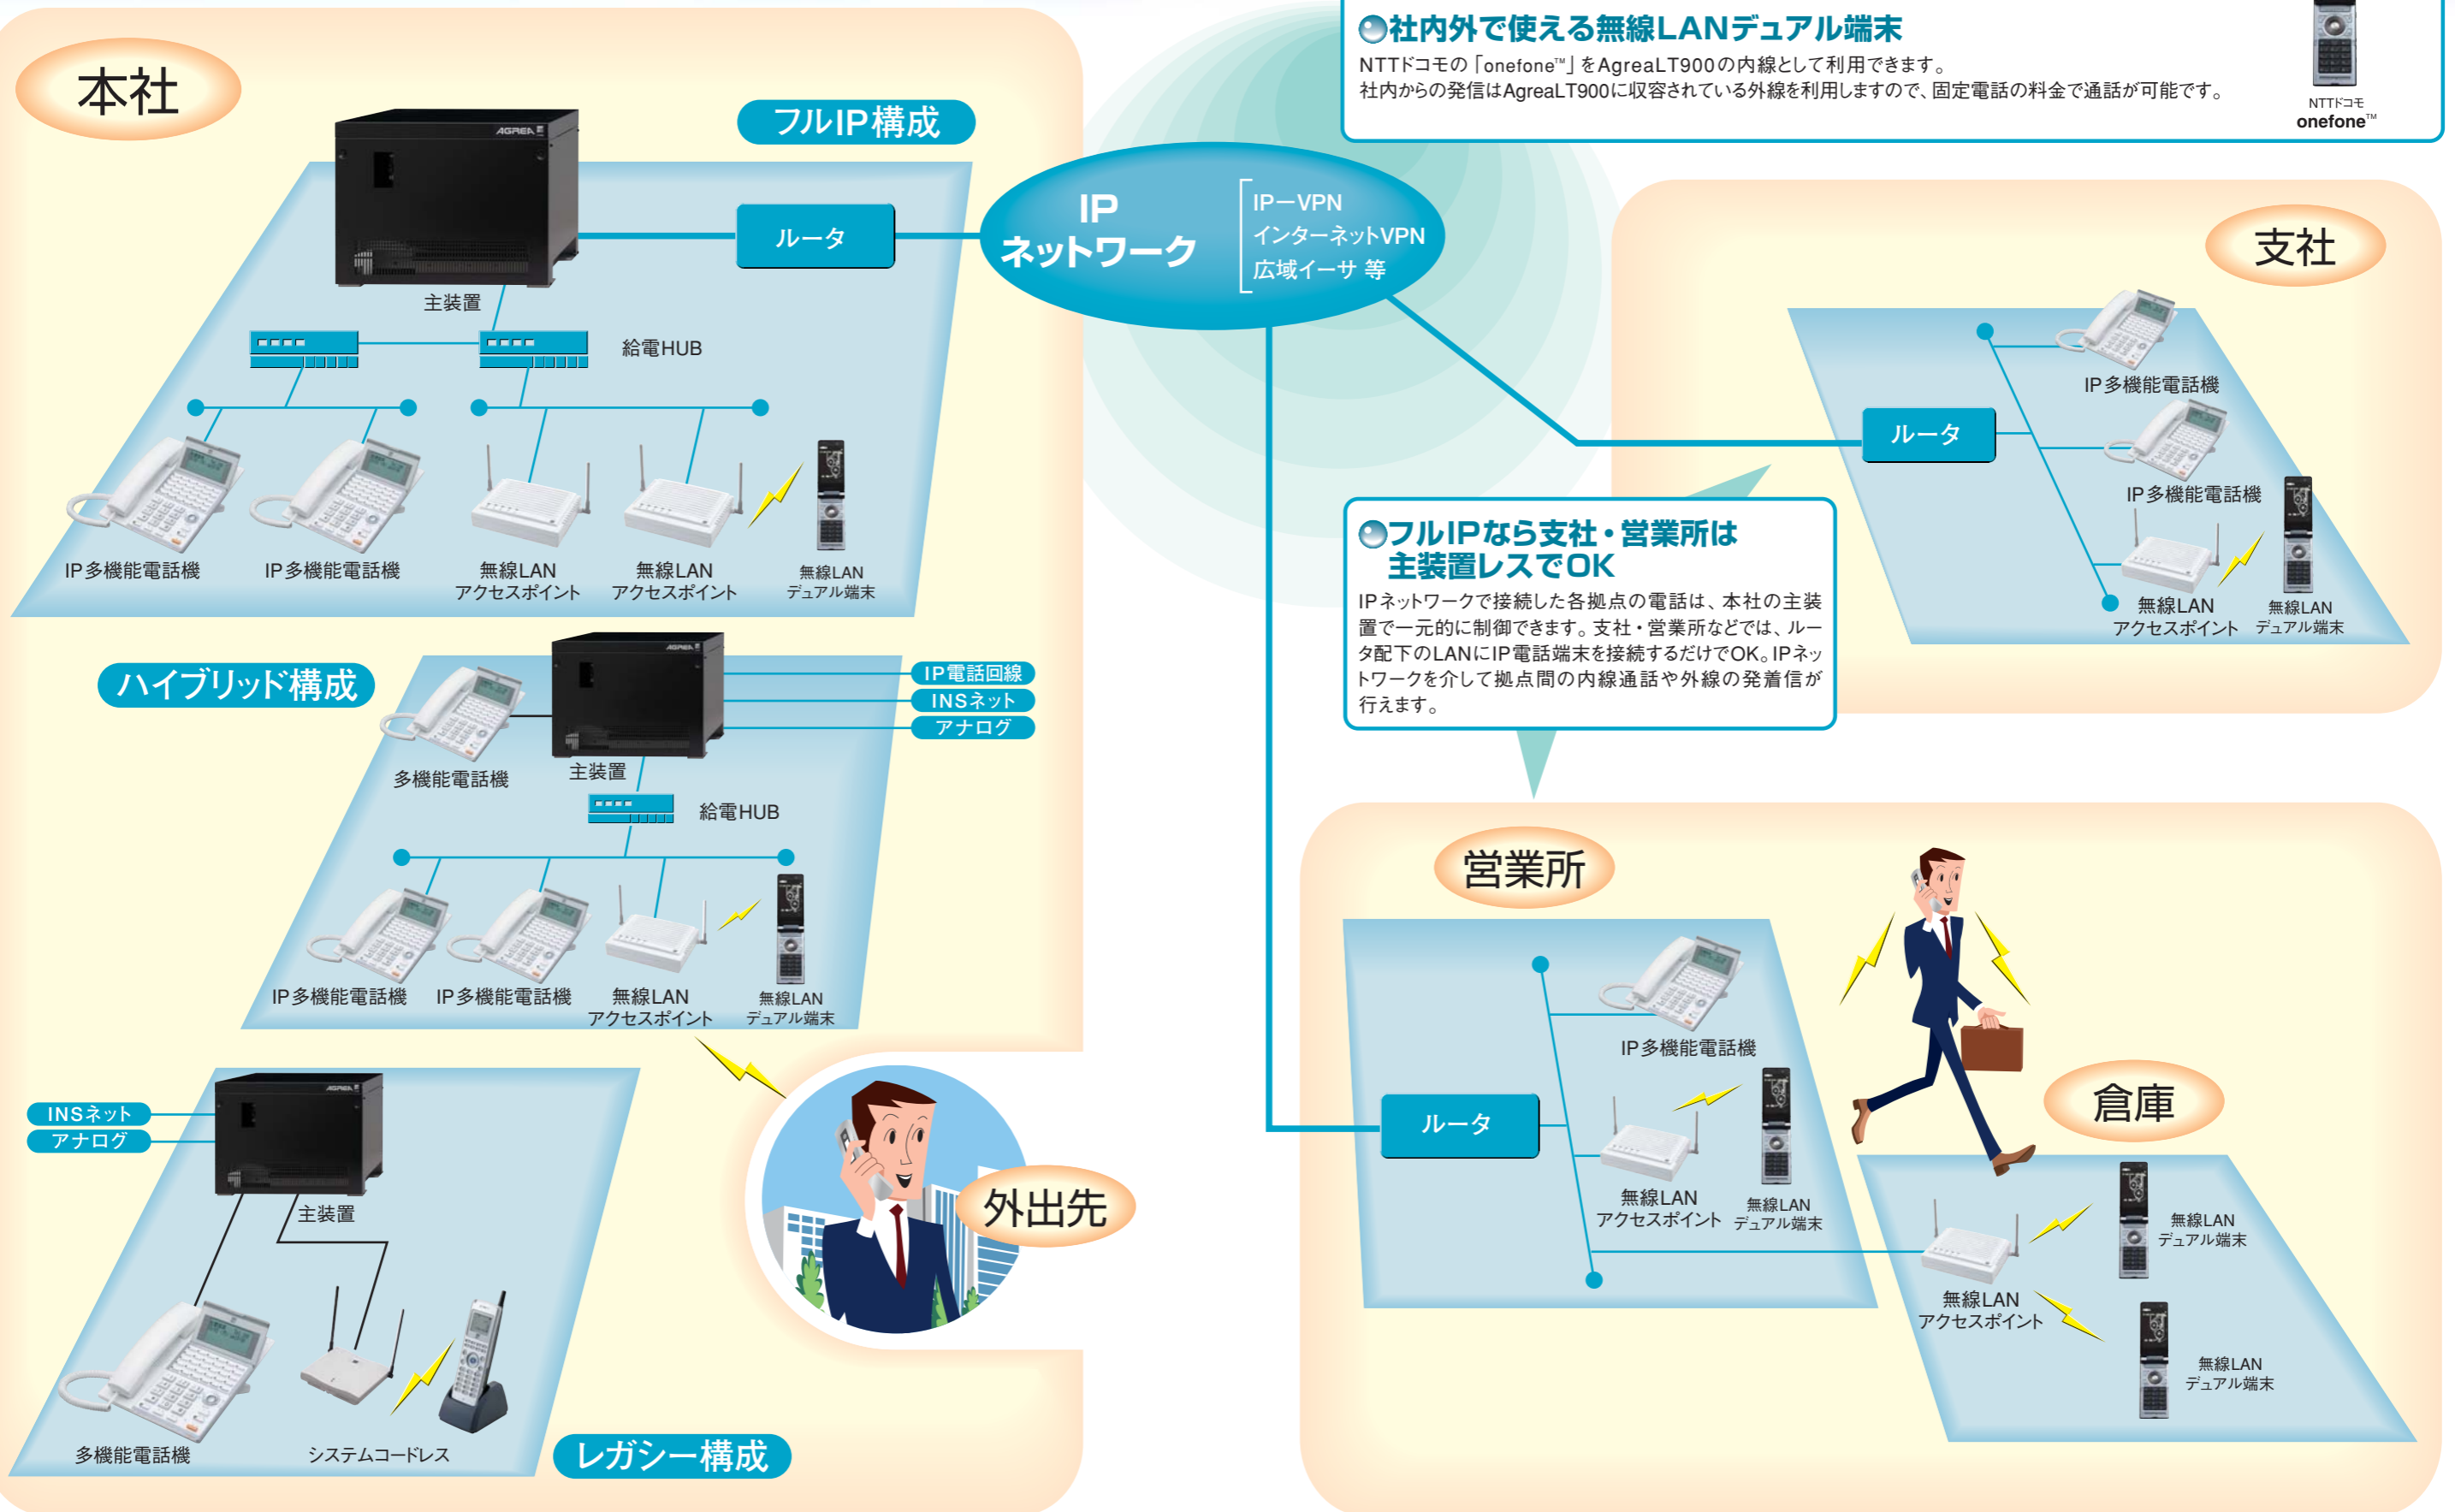 本社
フルIP構成
AGREA
主装置
ルータ
給電HUB
IP多機能電話機
IP多機能電話機
無線LAN
アクセスポイント
無線LAN
アクセスポイント
無線LAN
デュアル端末
IP
ネットワーク
IP－VPN
インターネットVPN
広域イーサ 等
●社内外で使える無線LANデュアル端末
NTTドコモの「onefone™」をAgreaLT900の内線として利用できます。
社内からの発信はAgreaLT900に収容されている外線を利用しますので、固定電話の料金で通話が可能です。
NTTドコモ
onefone™
支社
ルータ
IP多機能電話機
IP多機能電話機
無線LAN
アクセスポイント
無線LAN
デュアル端末
●フルIPなら支社・営業所は
主装置レスでOK
IPネットワークで接続した各拠点の電話は、本社の主装
置で一元的に制御できます。支社・営業所などでは、ルー
タ配下のLANにIP電話端末を接続するだけでOK。IPネッ
トワークを介して拠点間の内線通話や外線の発着信が
行えます。
ハイブリッド構成
AGREA
IP電話回線
INSネット
アナログ
多機能電話機
主装置
給電HUB
IP多機能電話機
IP多機能電話機
無線LAN
アクセスポイント
無線LAN
デュアル端末
INSネット
アナログ
AGREA
主装置
多機能電話機
システムコードレス
レガシー構成
外出先
営業所
ルータ
IP多機能電話機
無線LAN
アクセスポイント
無線LAN
デュアル端末
倉庫
無線LAN
アクセスポイント
無線LAN
デュアル端末
無線LAN
デュアル端末